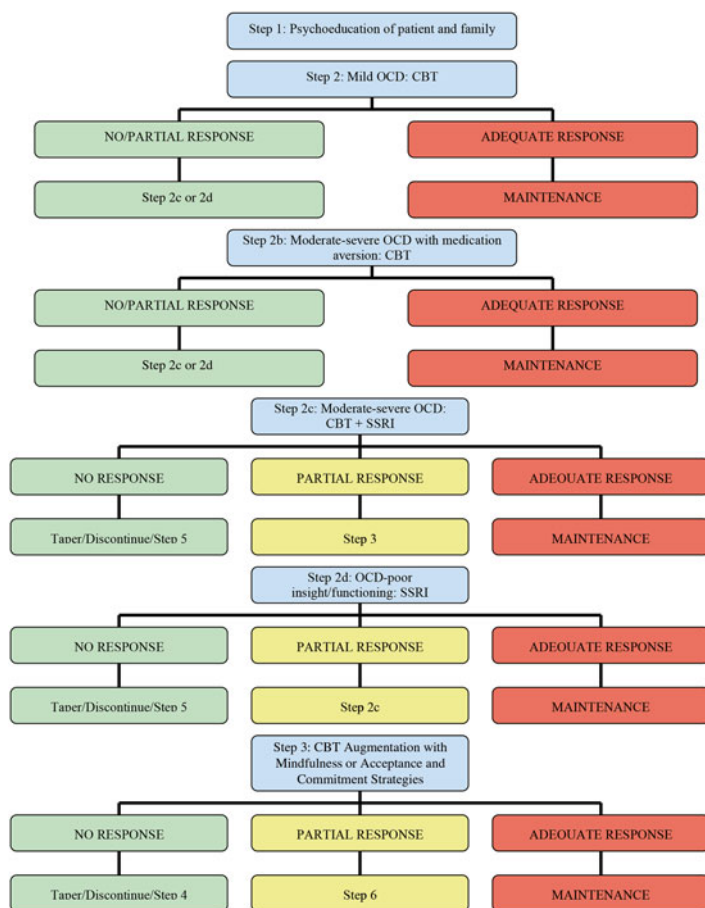 Step 1: Psychoeducation of patient and family
Step 2: Mild OCD: CBT
NO/PARTIAL RESPONSE
ADEQUATE RESPONSE
Step 2c or 2d
MAINTENANCE
Step 2b: Moderate-severe OCD with medication
aversion: CBT
NO/PARTIAL RESPONSE
ADEQUATE RESPONSE
Step 2c or 2d
MAINTENANCE
Step 2c: Moderate-severe OCD:
CBT + SSRI
NO RESPONSE
PARTIAL RESPONSE
ADEQUATE RESPONSE
Taper/Discontinue/Step 5
Step 3
MAINTENANCE
Step 2d: OCD-poor
insight/functioning: SSRI
NO RESPONSE
PARTIAL RESPONSE
ADEQUATE RESPONSE
Taper/Discontinue/Step 5
Step 2c
MAINTENANCE
Step 3: CBT Augmentation with
Mindfulness or Acceptance and
Commitment Strategies
NO RESPONSE
PARTIAL RESPONSE
ADEQUATE RESPONSE
Taper/Discontinue/Step 4
Step 6
MAINTENANCE